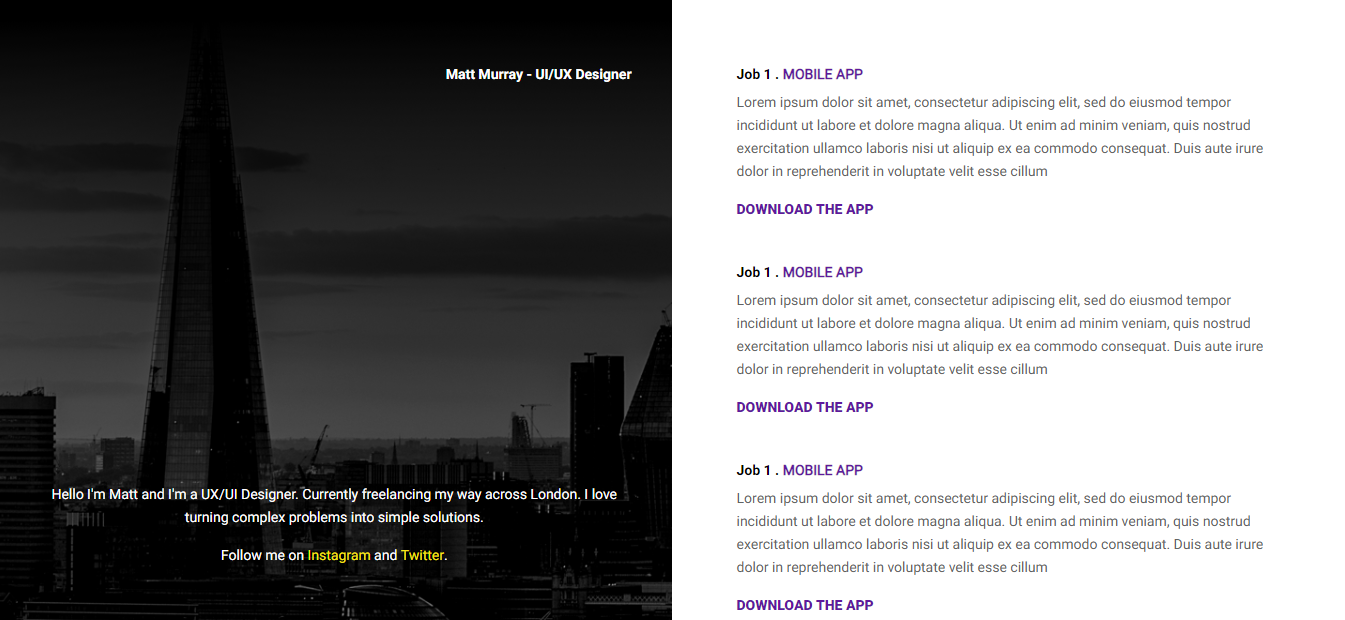 Matt Murray - UI/UX Designer
Hello I'm Matt and I'm a UX/UI Designer. Currently freelancing my way across London. I love
turning complex problems into simple solutions.
Follow me on Instagram and Twitter.
Job 1 . MOBILE APP
Lorem ipsum dolor sit amet, consectetur adipiscing elit, sed do eiusmod tempor
incididunt ut labore et dolore magna aliqua. Ut enim ad minim veniam, quis nostrud
exercitation ullamco laboris nisi ut aliquip ex ea commodo consequat. Duis aute irure
dolor in reprehenderit in voluptate velit esse cillum
DOWNLOAD THE APP
Job 1 . MOBILE APP
Lorem ipsum dolor sit amet, consectetur adipiscing elit, sed do eiusmod tempor
incididunt ut labore et dolore magna aliqua. Ut enim ad minim veniam, quis nostrud
exercitation ullamco laboris nisi ut aliquip ex ea commodo consequat. Duis aute irure
dolor in reprehenderit in voluptate velit esse cillum
DOWNLOAD THE APP
Job 1 . MOBILE APP
Lorem ipsum dolor sit amet, consectetur adipiscing elit, sed do eiusmod tempor
incididunt ut labore et dolore magna aliqua. Ut enim ad minim veniam, quis nostrud
exercitation ullamco laboris nisi ut aliquip ex ea commodo consequat. Duis aute irure
dolor in reprehenderit in voluptate velit esse cillum
DOWNLOAD THE APP